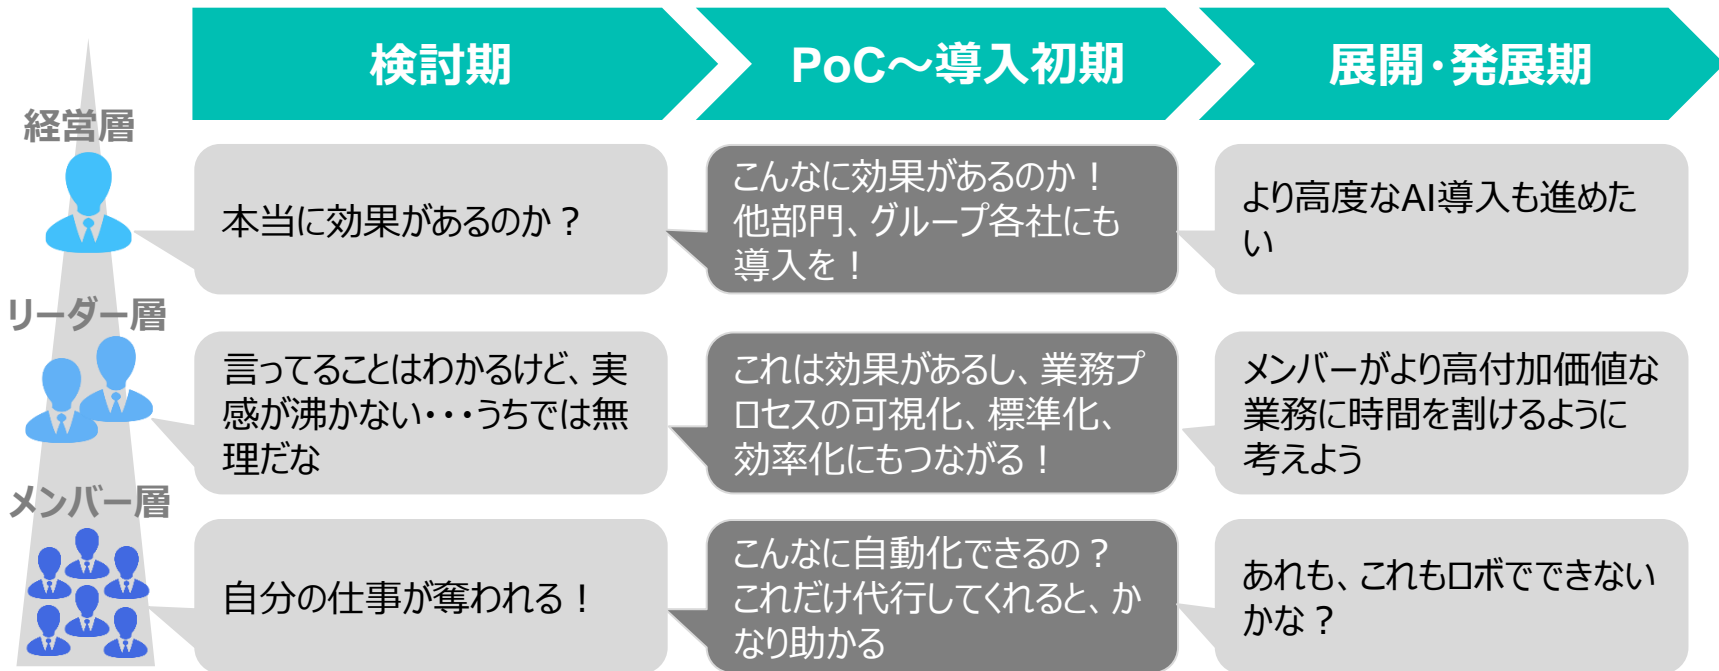 検討期
PoC~導入初期
展開・発展期
経営層
本当に効果があるのか？
こんなに効果があるのか！
他部門、グループ各社にも
導入を！
より高度なAI導入も進めた
い
リーダー層
言ってることはわかるけど、実
感が沸かない・・・うちでは無
理だな
これは効果があるし、業務プ
ロセスの可視化、標準化、
効率化にもつながる！
メンバーがより高付加価値な
業務に時間を割けるように
考えよう
メンバー層
自分の仕事が奪われる！
こんなに自動化できるの？
これだけ代行してくれると、か
なり助かる
あれも、これもロボでできない
かな？